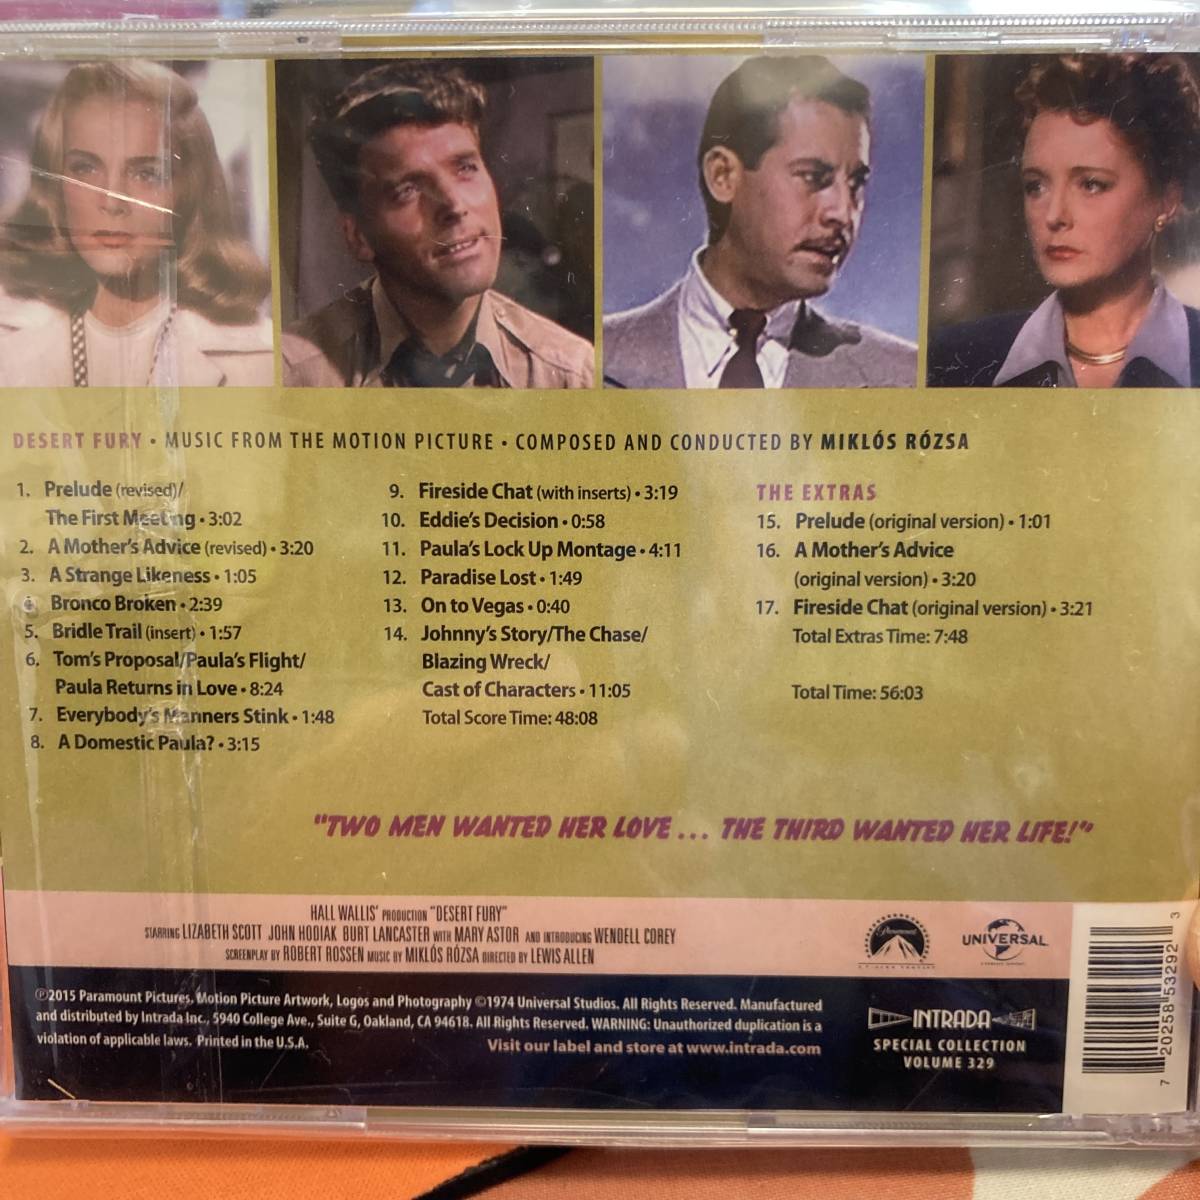 DESERT FURY • MUSIC FROM THE MOTION PICTURE • COMPOSED AND CONDUCTED BY MIKLÓS RÓZSA
1. Prelude (revised)/
The First Meeting • 3:02
2. A Mother's Advice (revised) • 3:20
3. A Strange Likeness • 1:05
4. Bronco Broken • 2:39
5. Bridle Trail (insert) • 1:57
6. Tom's Proposal/Paula's Flight/
Paula Returns in Love • 8:24
7. Everybody's Manners Stink • 1:48
8. A Domestic Paula? • 3:15
9. Fireside Chat (with inserts) • 3:19
10. Eddie's Decision • 0:58
11. Paula's Lock Up Montage • 4:11
12. Paradise Lost • 1:49
13. On to Vegas • 0:40
14. Johnny's Story/The Chase/
Blazing Wreck/
Cast of Characters • 11:05
Total Score Time: 48:08
THE EXTRAS
15. Prelude (original version) • 1:01
16. A Mother's Advice
(original version) • 3:20
17. Fireside Chat (original version) • 3:21
Total Extras Time: 7:48
Total Time: 56:03
"TWO MEN WANTED HER LOVE... THE THIRD WANTED HER LIFE!"
HALL WALLIS' PRODUCTION "DESERT FURY"
STARRING LIZABETH SCOTT JOHN HODIAK BURT LANCASTER WITH MARY ASTOR AND INTRODUCING WENDELL COREY
SCREENPLAY BY ROBERT ROSSEN MUSIC BY MIKLÓS RÓZSA DIRECTED BY LEWIS ALLEN
Paramount
UNIVERSAL
℗2015 Paramount Pictures. Motion Picture Artwork, Logos and Photography ©1974 Universal Studios. All Rights Reserved. Manufactured
and distributed by Intrada Inc., 5940 College Ave., Suite G, Oakland, CA 94618. All Rights Reserved. WARNING: Unauthorized duplication is a
violation of applicable laws. Printed in the U.S.A.
Visit our label and store at www.intrada.com
INTRADA
SPECIAL COLLECTION
VOLUME 329
7 20258 53292 3